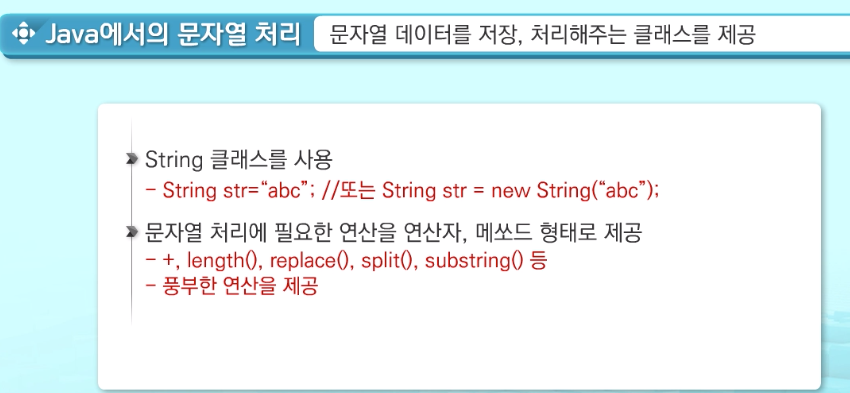 Java에서의 문자열 처리 문자열 데이터를 저장, 처리해주는 클래스를 제공
String 클래스를 사용
- String str=“abc”; //또는 String str = new String(“abc”);
문자열 처리에 필요한 연산을 연산자, 메쏘드 형태로 제공
- +, length(), replace(), split(), substring() 등
- 풍부한 연산을 제공